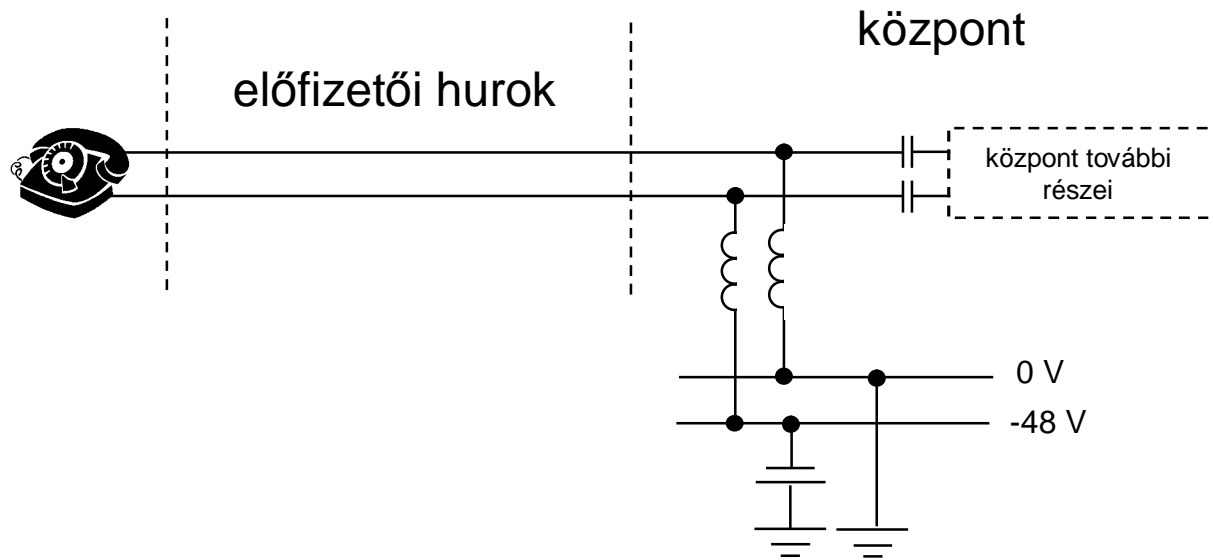 központ
előfizetői hurok
központ további
részei
0 V
-48 V